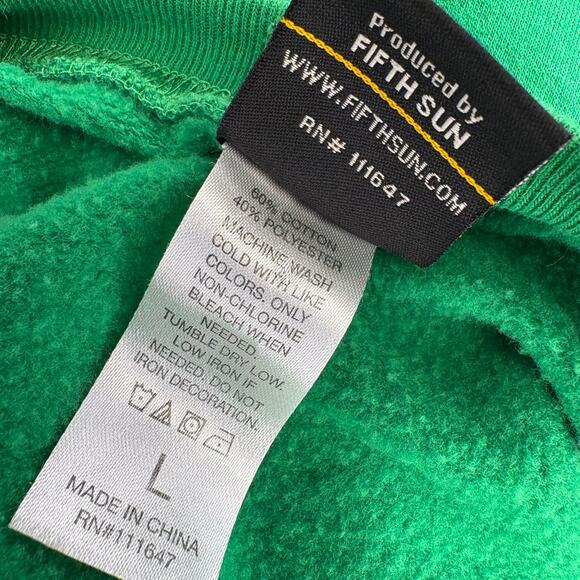 Produced by
FIFTH SUN
WWW.FIFTHSUN.COM
RN# 111647
60% COTTON
40% POLYESTER
MACHINE WASH
COLD WITH LIKE
COLORS, ONLY
NON-CHLORINE
BLEACH WHEN
NEEDED.
TUMBLE DRY LOW.
LOW IRON IF
NEEDED. DO NOT
IRON DECORATION.
L
MADE IN CHINA
RN#111647